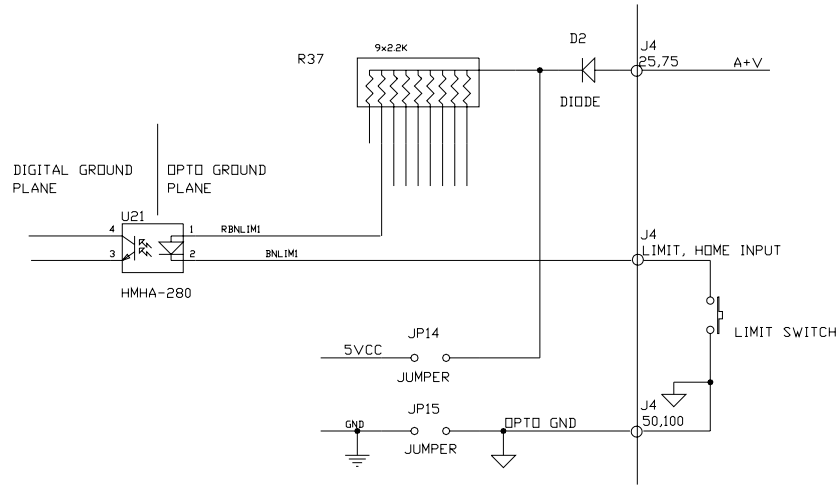 D2
J4
25,75
A+V
R37
9x2.2K
DIODE
DIGITAL GROUND
PLANE
OPTO GROUND
PLANE
U21
4
1
RBNLIM1
3
2
BNLIM1
HMHA-280
J4
LIMIT, HOME INPUT
LIMIT SWITCH
JP14
5VCC
JUMPER
JP15
GND
JUMPER
OPTO GND
J4
50,100